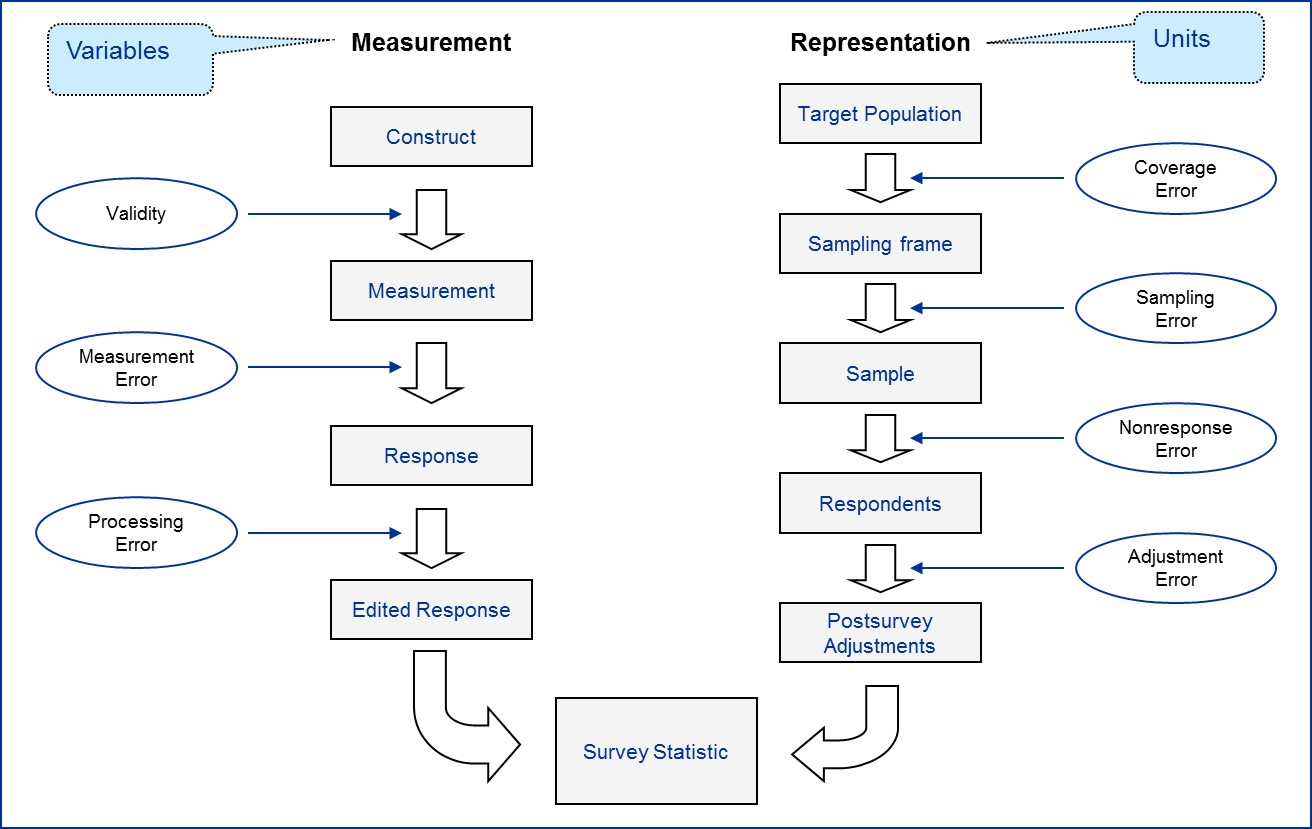 Variables
Measurement
Representation
Units
Construct
Validity
Measurement
Measurement
Error
Response
Processing
Error
Edited Response
Target Population
Coverage
Error
Sampling frame
Sampling
Error
Sample
Nonresponse
Error
Respondents
Adjustment
Error
Postsurvey
Adjustments
Survey Statistic